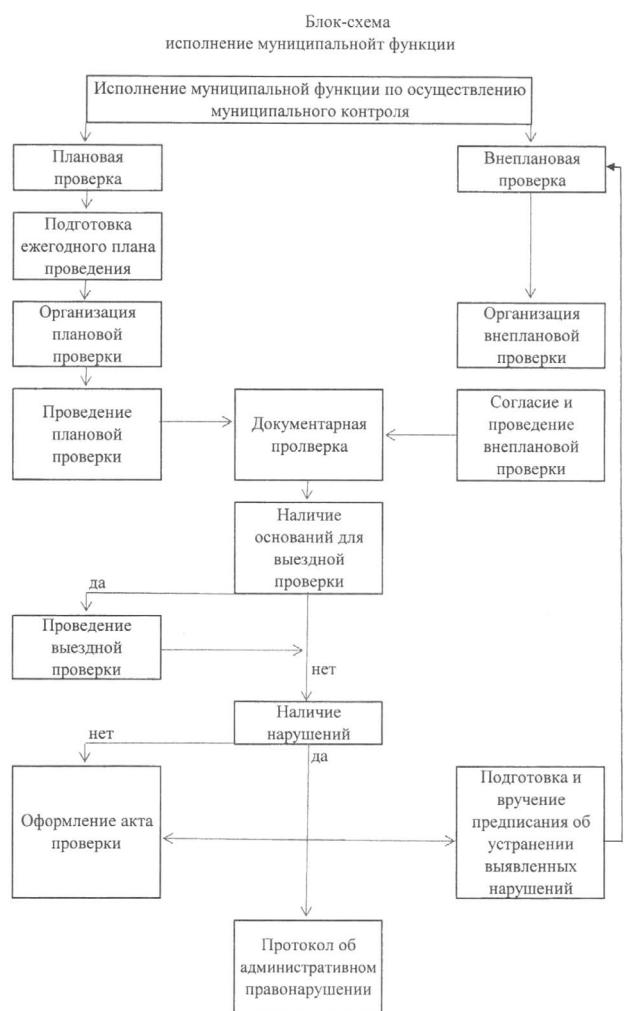 Блок-схема
исполнение муниципальнойт функции
Исполнение муниципальной функции по осуществлению
муниципального контроля
Плановая
проверка
Внеплановая
проверка
Подготовка
ежегодного плана
проведения
Организация
плановой
проверки
Организация
внеплановой
проверки
Проведение
плановой
проверки
Документарная
пролверка
Согласие и
проведение
внеплановой
проверки
Наличие
оснований для
выездной
проверки
да
Проведение
выездной
проверки
нет
Наличие
нарушений
нет
да
Оформление акта
проверки
Подготовка и
вручение
предписания об
устранении
выявленных
нарушений
Протокол об
административном
правонарушении